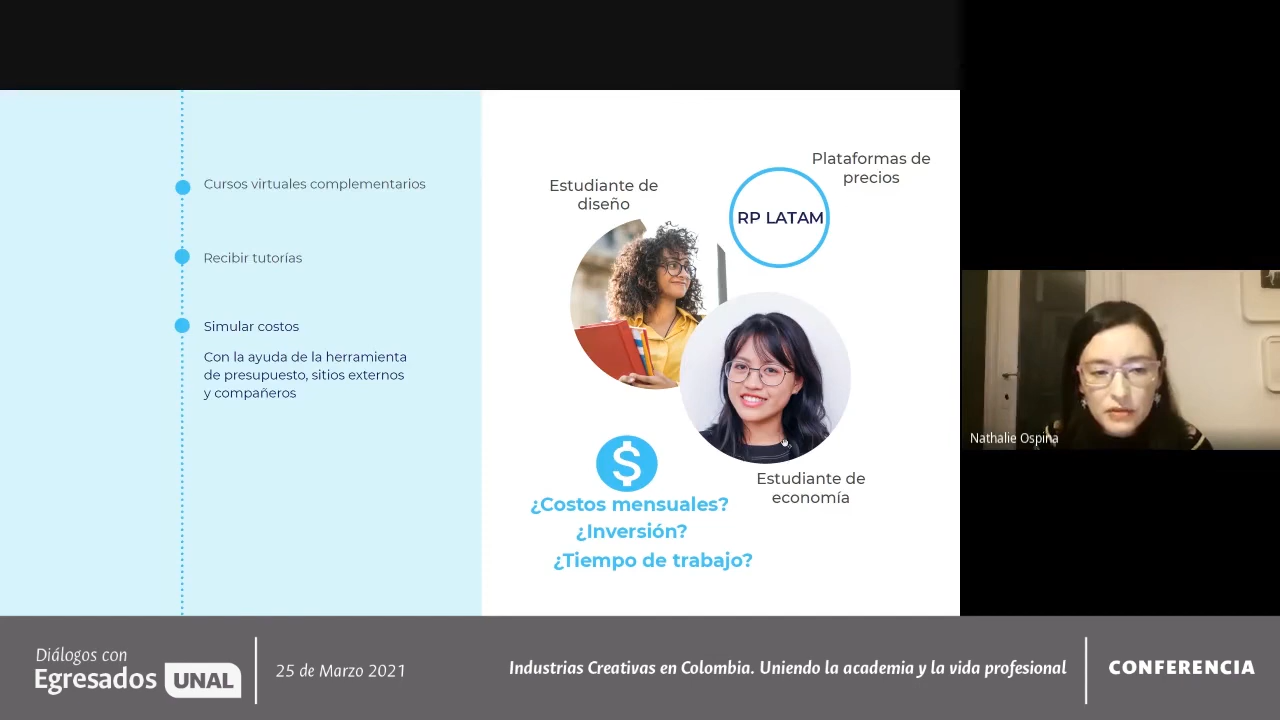 Cursos virtuales complementarios
Recibir tutorías
Simular costos
Con la ayuda de la herramienta
de presupuesto, sitios externos
y compañeros
Estudiante de
diseño
Plataformas de
precios
RP LATAM
Estudiante de
economía
$
¿Costos mensuales?
¿Inversión?
¿Tiempo de trabajo?
Nathalie Ospina
Diálogos con
Egresados UNAL
25 de Marzo 2021
Industrias Creativas en Colombia. Uniendo la academia y la vida profesional
CONFERENCIA